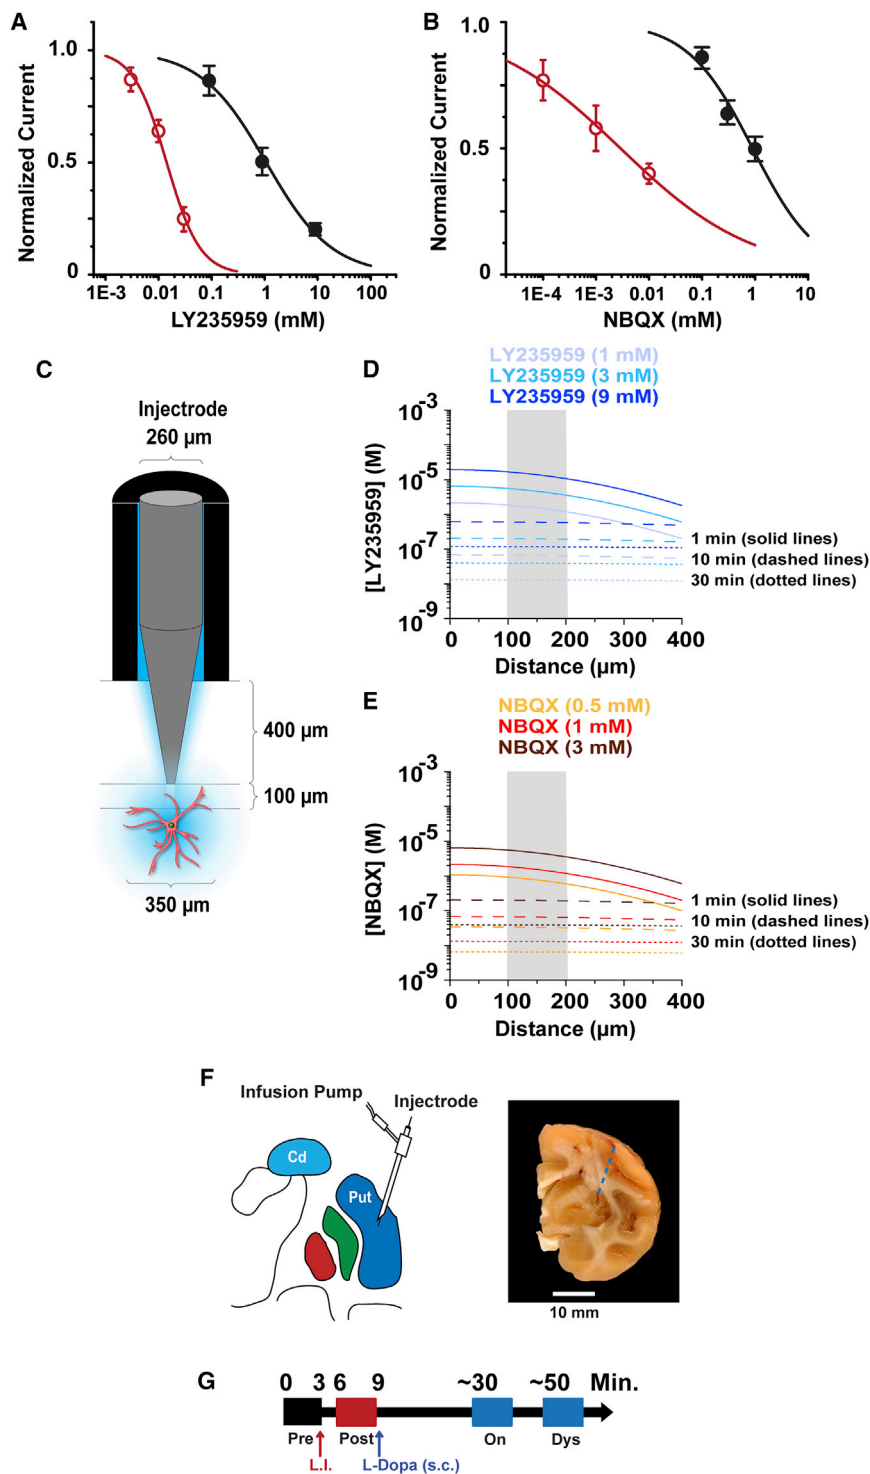 A
1.0
0.5
0
Normalized Current
1E-3 0.01 0.1 1 10 100
LY235959 (mM)
B
1.0
0.5
0
Normalized Current
1E-4 1E-3 0.01 0.1 1 10
NBQX (mM)
C
Injectrode
260 µm
400 µm
100 µm
350 µm
D
LY235959 (1 mM)
LY235959 (3 mM)
LY235959 (9 mM)
10-3
10-5
10-7
10-9
[LY235959] (M)
1 min (solid lines)
10 min (dashed lines)
30 min (dotted lines)
0 100 200 300 400
Distance (µm)
E
NBQX (0.5 mM)
NBQX (1 mM)
NBQX (3 mM)
10-3
10-5
10-7
10-9
[NBQX] (M)
1 min (solid lines)
10 min (dashed lines)
30 min (dotted lines)
0 100 200 300 400
Distance (µm)
F
Infusion Pump
Injectrode
Cd
Put
10 mm
G
0 3 6 9 ~30 ~50 Min.
Pre Post On Dys
L.I. L-Dopa (s.c.)